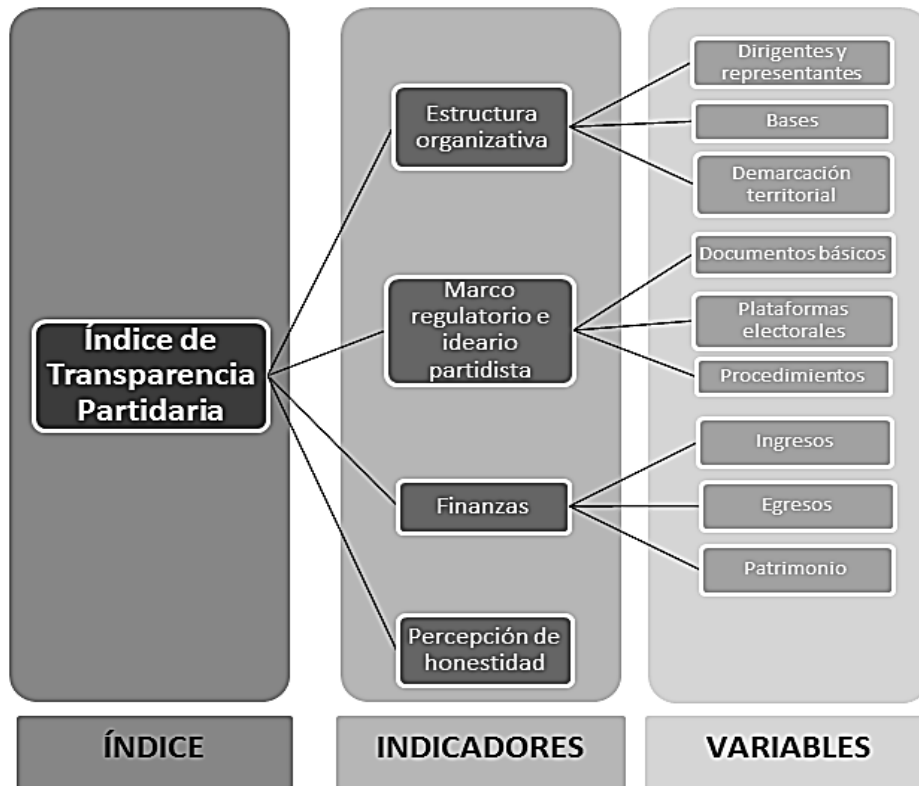 Índice de
Transparencia
Partidaria
Estructura
organizativa
Marco
regulatorio e
ideario
partidista
Finanzas
Percepción de
honestidad
Dirigentes y
representantes
Bases
Demarcación
territorial
Documentos básicos
Plataformas
electorales
Procedimientos
Ingresos
Egresos
Patrimonio
ÍNDICE
INDICADORES
VARIABLES